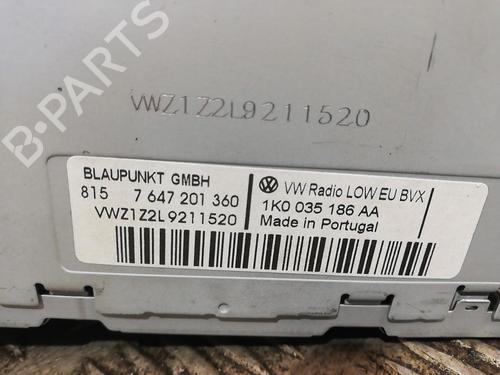 B-PARTS
VWZ1Z2L9211520
BLAUPUNKT GMBH
815 7 647 201 360
VWZ1Z2L9211520
VW Radio LOW EU BVX
1K0 035 186 AA
Made in Portugal